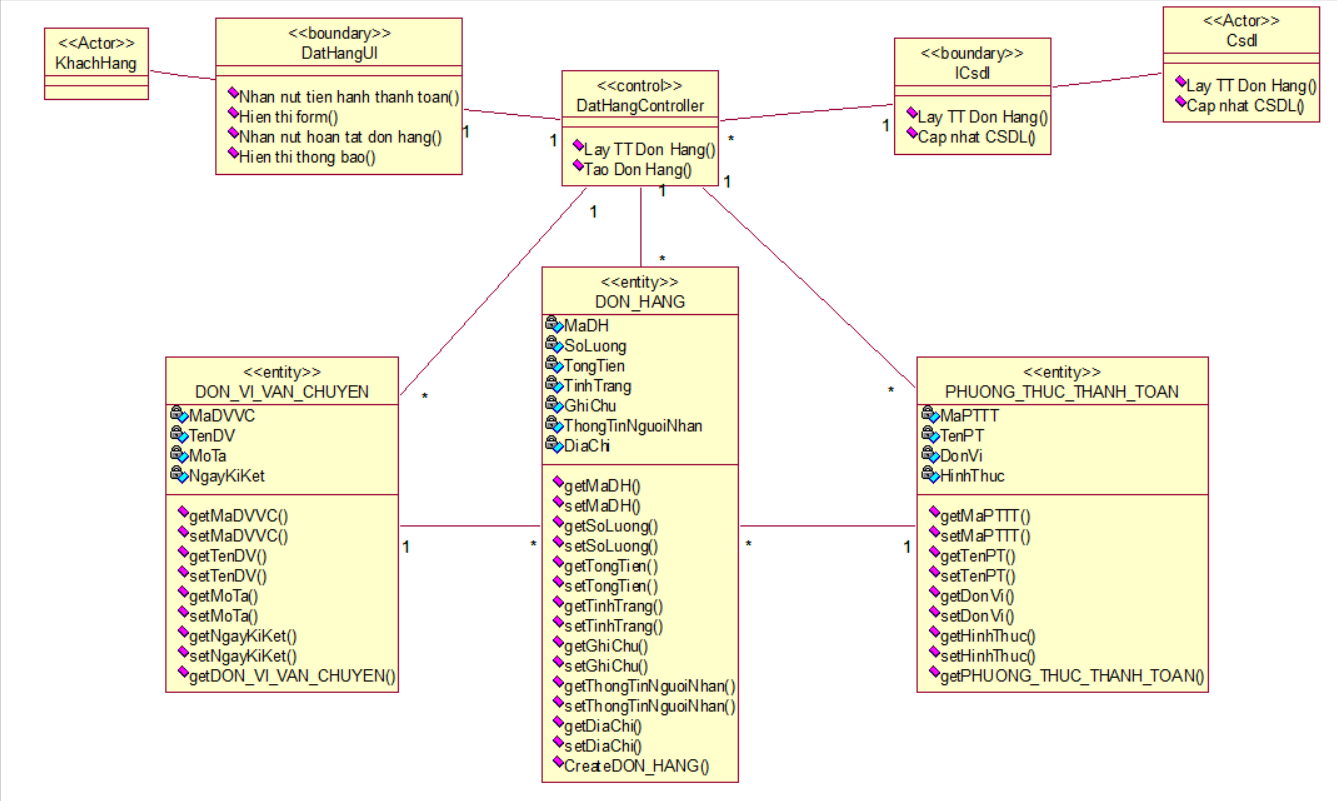 <<Actor>>
KhachHang
<<boundary>>
DatHangUI
Nhan nut tien hanh thanh toan()
Hien thi form()
Nhan nut hoan tat don hang()
Hien thi thong bao()
1
1
<<control>>
DatHangController
Lay TT Don Hang()
Tao Don Hang()
*
1
<<boundary>>
ICsdl
Lay TT Don Hang()
Cap nhat CSDL()
<<Actor>>
Csdl
Lay TT Don Hang()
Cap nhat CSDL()
1
1
1
*
*
*
<<entity>>
DON_VI_VAN_CHUYEN
MaDVVC
TenDV
MoTa
NgayKiKet
getMaDVVC()
setMaDVVC()
getTenDV()
setTenDV()
getMoTa()
setMoTa()
getNgayKiKet()
setNgayKiKet()
getDON_VI_VAN_CHUYEN()
1
*
<<entity>>
DON_HANG
MaDH
SoLuong
TongTien
TinhTrang
GhiChu
ThongTinNguoiNhan
DiaChi
getMaDH()
setMaDH()
getSoLuong()
setSoLuong()
getTongTien()
setTongTien()
getTinhTrang()
setTinhTrang()
getGhiChu()
setGhiChu()
getThongTinNguoiNhan()
setThongTinNguoiNhan()
getDiaChi()
setDiaChi()
CreateDON_HANG()
*
1
<<entity>>
PHUONG_THUC_THANH_TOAN
MaPTTT
TenPT
DonVi
HinhThuc
getMaPTTT()
setMaPTTT()
getTenPT()
setTenPT()
getDonVi()
setDonVi()
getHinhThuc()
setHinhThuc()
getPHUONG_THUC_THANH_TOAN()